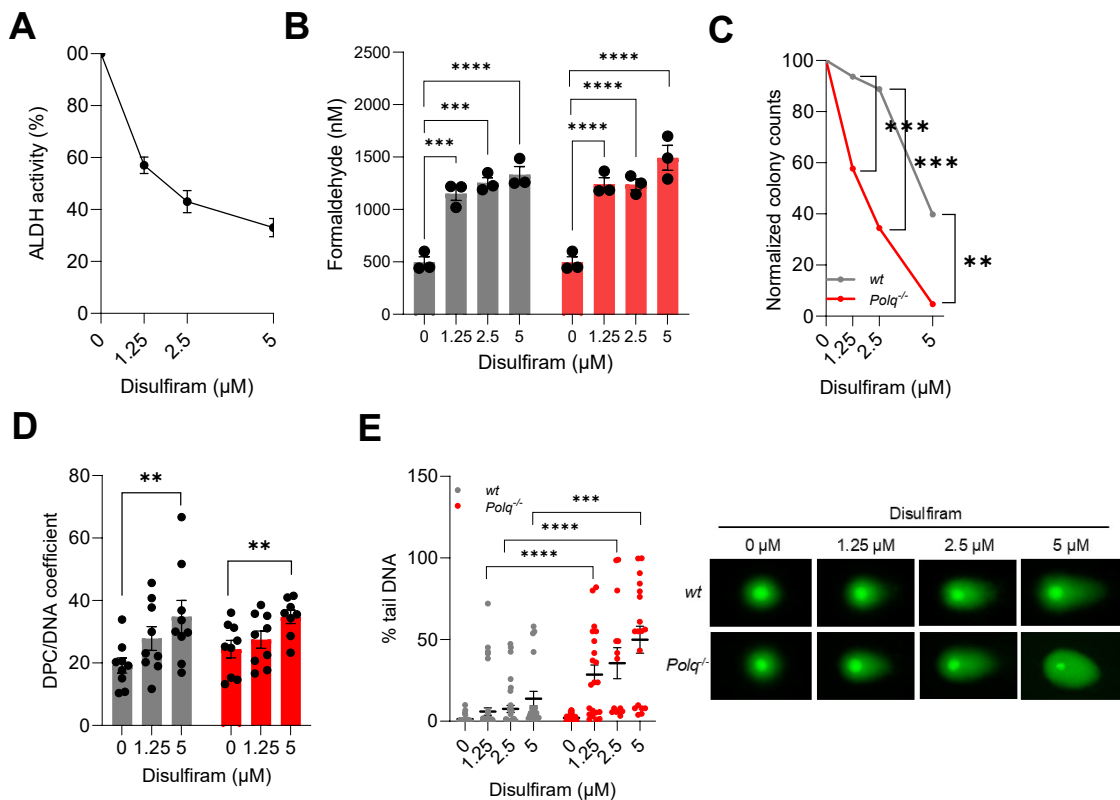 A
ALDH activity (%)
00
80
60
40
20
0
0
1.25
2.5
5
Disulfiram (µM)
B
Formaldehyde (nM)
2500
2000
1500
1000
500
0
****
***
***
****
****
****
0 1.25 2.5 5
0 1.25 2.5 5
Disulfiram (µM)
C
Normalized colony counts
100
80
60
40
20
0
***
***
**
wt
Polq-/-
0
1.25
2.5
5
Disulfiram (µM)
D
DPC/DNA coefficient
80
60
40
20
0
**
**
0 1.25 5
0 1.25 5
Disulfiram (µM)
E
% tail DNA
150
100
50
0
wt
Polq-/-
***
****
****
0
1.25
2.5
5
0
1.25
2.5
5
Disulfiram (µM)
Disulfiram
0 µM 1.25 µM 2.5 µM 5 µM
wt
Polq-/-